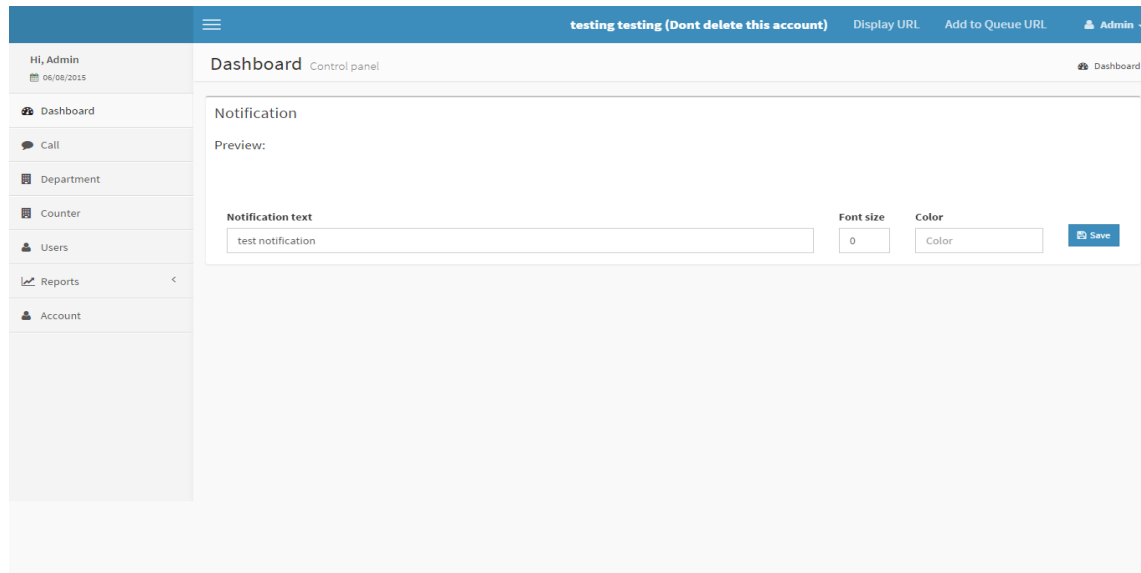 testing testing (Dont delete this account) Display URL Add to Queue URL Admin
Hi, Admin
06/08/2015
Dashboard Control panel
Dashboard
Dashboard
Call
Department
Counter
Users
Reports
Account
Notification
Preview:
Notification text Font size Color
test notification 0 Color Save